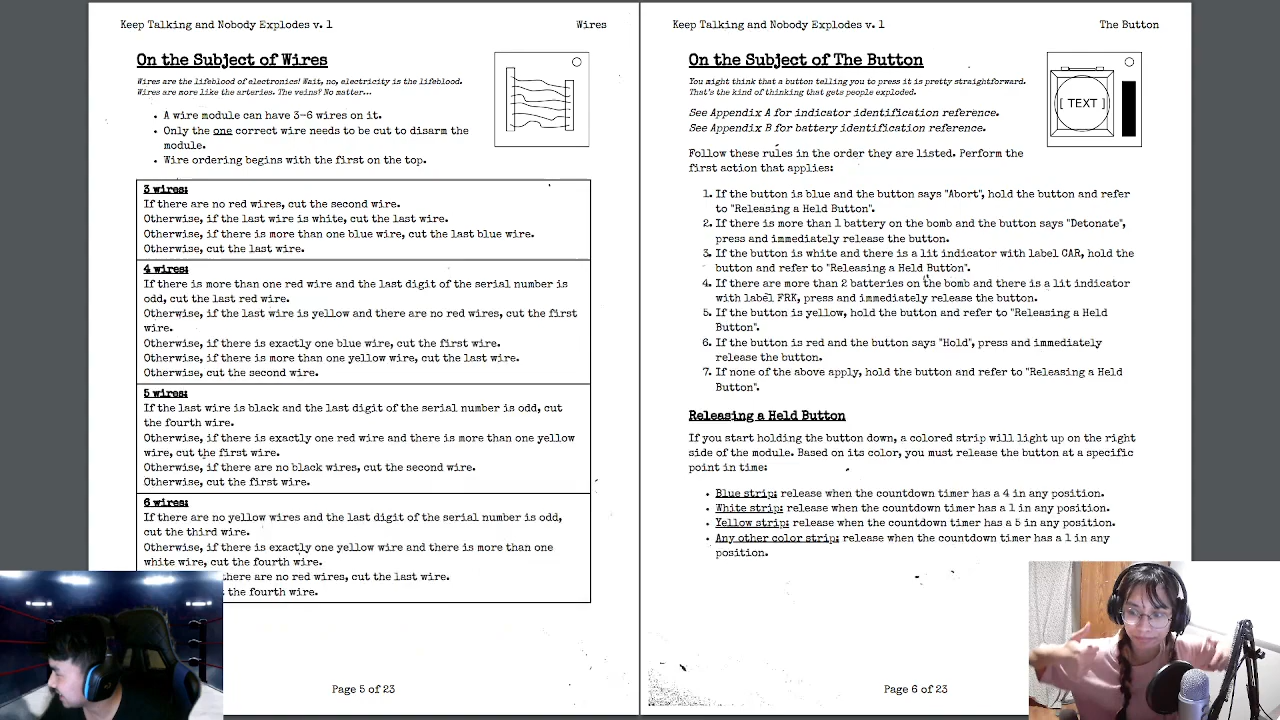 Keep Talking and Nobody Explodes v. 1
Wires
On the Subject of Wires
Wires are the lifeblood of electronics! Wait, no, electricity is the lifeblood.
Wires are more like the arteries. The veins? No matter...
• A wire module can have 3-6 wires on it.
• Only the one correct wire needs to be cut to disarm the
module.
• Wire ordering begins with the first on the top.
3 wires:
If there are no red wires, cut the second wire.
Otherwise, if the last wire is white, cut the last wire.
Otherwise, if there is more than one blue wire, cut the last blue wire.
Otherwise, cut the last wire.
4 wires:
If there is more than one red wire and the last digit of the serial number is
odd, cut the last red wire.
Otherwise, if the last wire is yellow and there are no red wires, cut the first
wire.
Otherwise, if there is exactly one blue wire, cut the first wire.
Otherwise, if there is more than one yellow wire, cut the last wire.
Otherwise, cut the second wire.
5 wires:
If the last wire is black and the last digit of the serial number is odd, cut
the fourth wire.
Otherwise, if there is exactly one red wire and there is more than one yellow
wire, cut the first wire.
Otherwise, if there are no black wires, cut the second wire.
Otherwise, cut the first wire.
6 wires:
If there are no yellow wires and the last digit of the serial number is odd,
cut the third wire.
Otherwise, if there is exactly one yellow wire and there is more than one
white wire, cut the fourth wire.
there are no red wires, cut the last wire.
the fourth wire.
Page 5 of 23
Keep Talking and Nobody Explodes v. 1
The Button
On the Subject of The Button
You might think that a button telling you to press it is pretty straightforward.
That's the kind of thinking that gets people exploded.
[ TEXT ]
See Appendix A for indicator identification reference.
See Appendix B for battery identification reference.
Follow these rules in the order they are listed. Perform the
first action that applies:
1. If the button is blue and the button says "Abort", hold the button and refer
to "Releasing a Held Button".
2. If there is more than 1 battery on the bomb and the button says "Detonate",
press and immediately release the button.
3. If the button is white and there is a lit indicator with label CAR, hold the
button and refer to "Releasing a Held Button".
4. If there are more than 2 batteries on the bomb and there is a lit indicator
with label FRK, press and immediately release the button.
5. If the button is yellow, hold the button and refer to "Releasing a Held
Button".
6. If the button is red and the button says "Hold", press and immediately
release the button.
7. If none of the above apply, hold the button and refer to "Releasing a Held
Button".
Releasing a Held Button
If you start holding the button down, a colored strip will light up on the right
side of the module. Based on its color, you must release the button at a specific
point in time:
• Blue strip: release when the countdown timer has a 4 in any position.
• White strip: release when the countdown timer has a 1 in any position.
• Yellow strip: release when the countdown timer has a 5 in any position.
• Any other color strip: release when the countdown timer has a 1 in any
position.
Page 6 of 23